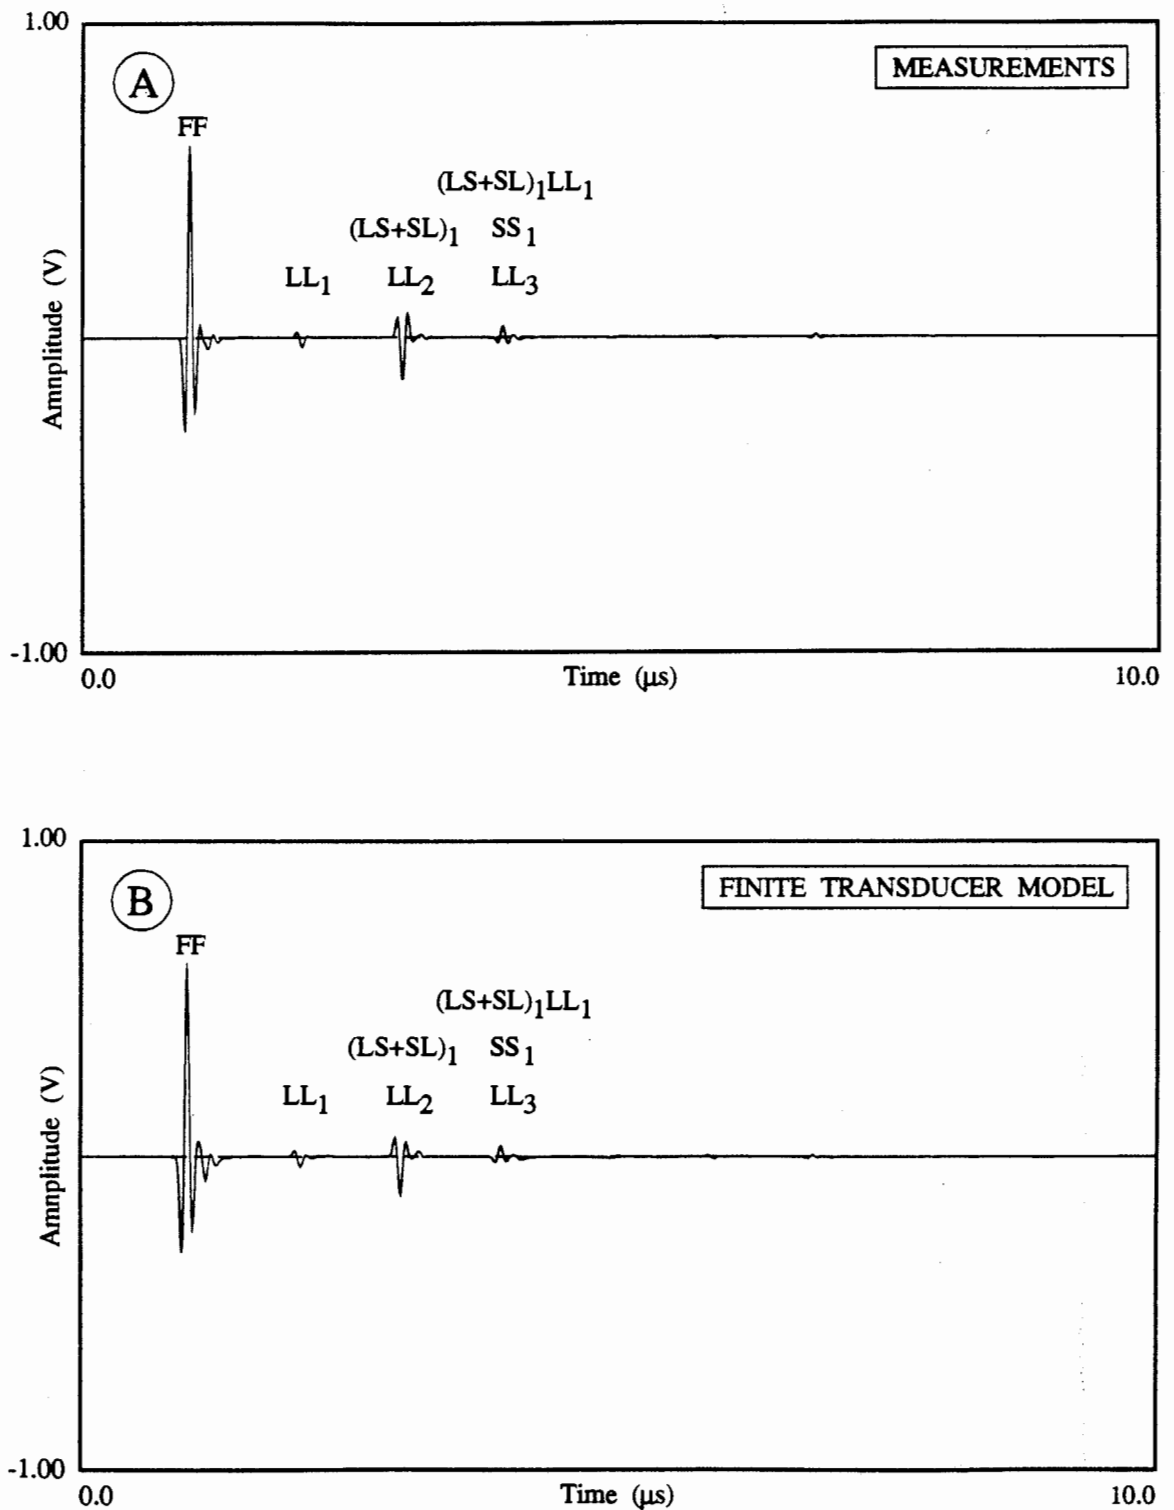 1.00
A
MEASUREMENTS
FF
(LS+SL)1LL1
(LS+SL)1 SS1
LL1 LL2 LL3
Amnplitude (V)
-1.00
0.0 Time (μs) 10.0
1.00
B
FINITE TRANSDUCER MODEL
FF
(LS+SL)1LL1
(LS+SL)1 SS1
LL1 LL2 LL3
Amnplitude (V)
-1.00
0.0 Time (μs) 10.0